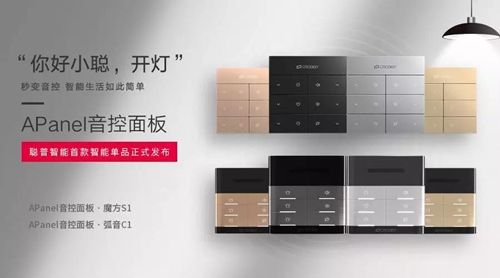 “你好小聪，开灯”
秒变音控 智能生活如此简单
APanel音控面板
聪普智能首款智能单品正式发布
APanel音控面板·魔方S1
APanel音控面板·弧音C1